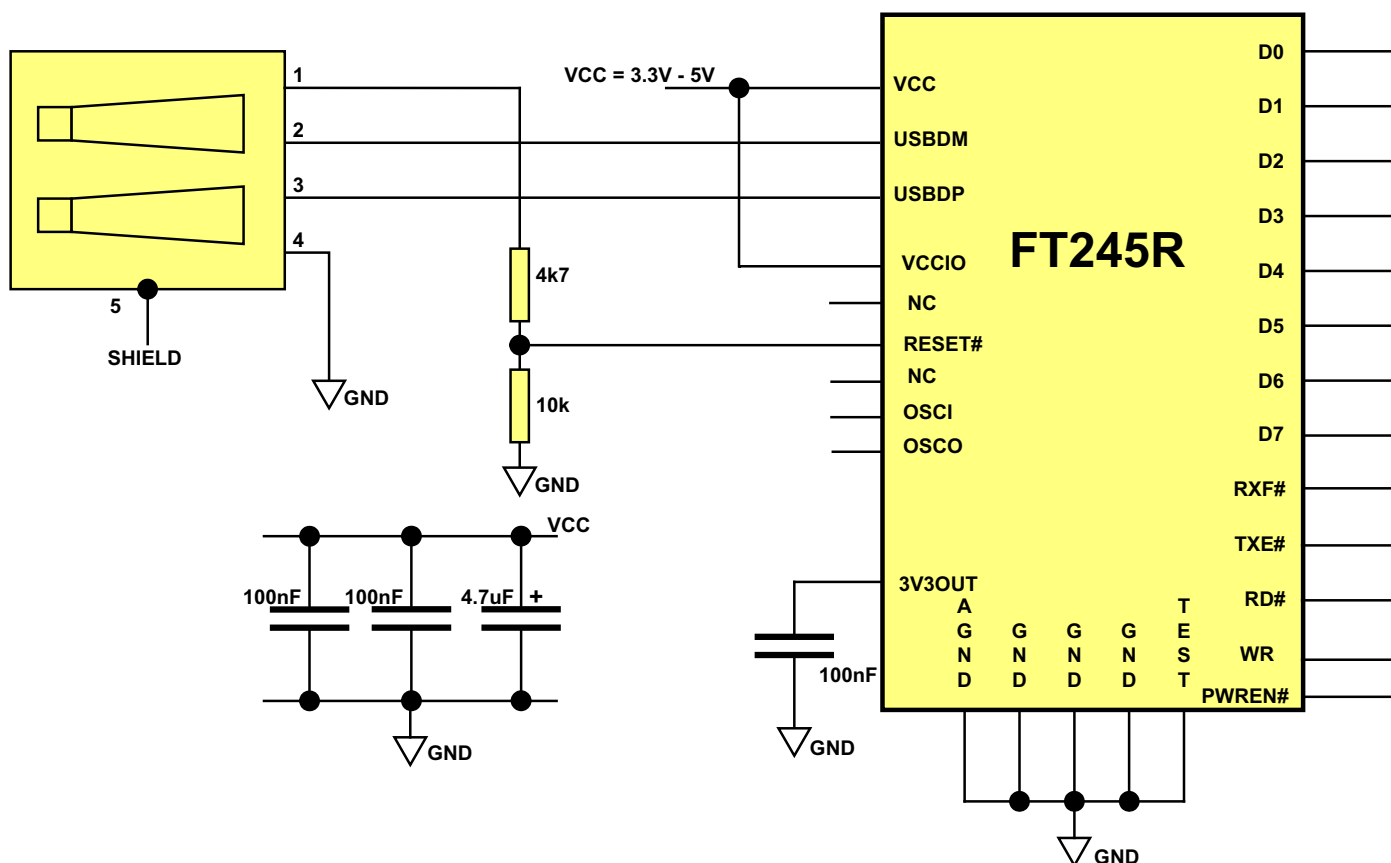 1
2
3
4
5
SHIELD
GND
VCC = 3.3V - 5V
4k7
10k
GND
VCC
100nF
100nF
4.7uF +
GND
100nF
GND
FT245R
VCC
USBDM
USBDP
VCCIO
NC
RESET#
NC
OSCI
OSCO
3V3OUT
AGND
GND
GND
GND
TEST
GND
D0
D1
D2
D3
D4
D5
D6
D7
RXF#
TXE#
RD#
WR
PWREN#